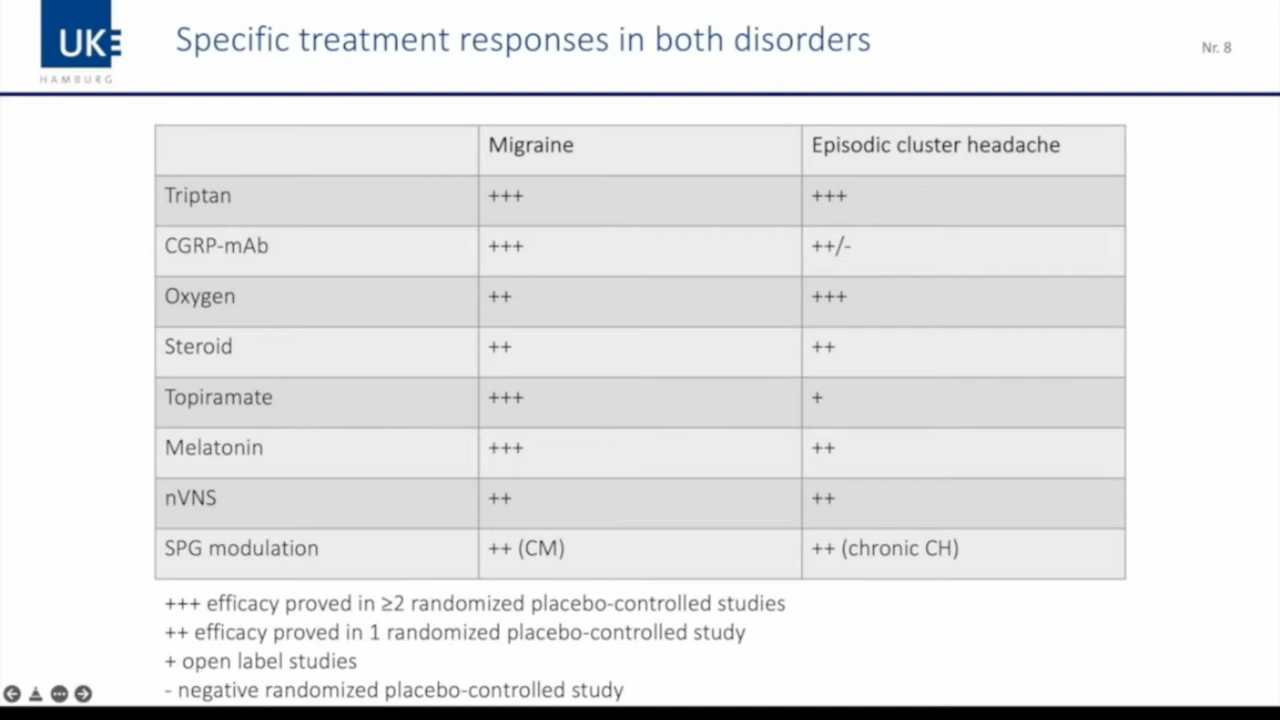 UKE
HAMBURG
Specific treatment responses in both disorders
Nr. 8
Migraine Episodic cluster headache
Triptan +++ +++
CGRP-mAb +++ ++/-
Oxygen ++ +++
Steroid ++ ++
Topiramate +++ +
Melatonin +++ ++
nVNS ++ ++
SPG modulation ++ (CM) ++ (chronic CH)
+++ efficacy proved in ≥2 randomized placebo-controlled studies
++ efficacy proved in 1 randomized placebo-controlled study
+ open label studies
- negative randomized placebo-controlled study